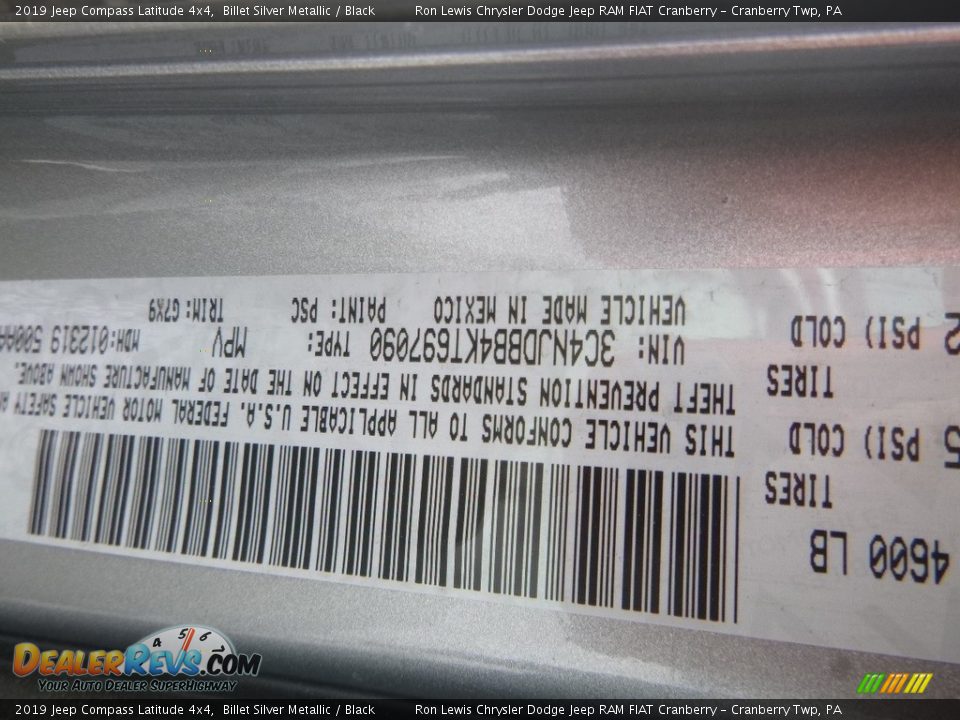 2019 Jeep Compass Latitude 4x4, Billet Silver Metallic / Black Ron Lewis Chrysler Dodge Jeep RAM FIAT Cranberry - Cranberry Twp, PA
4600 LB
TIRES
PSI) COLD
TIRES
PSI) COLD
THIS VEHICLE CONFORMS TO ALL APPLICABLE U.S.A. FEDERAL MOTOR VEHICLE SAFETY
THEFT PREVENTION STANDARDS IN EFFECT ON THE DATE OF MANUFACTURE SHOWN ABOVE.
VIN: 3C4NJDBB4KT697090 TYPE: MPV MDH:012319
VEHICLE MADE IN MEXICO PAINT: PSC TRIM:G7X9
4 5 6
DEALERREVS.COM
YOUR AUTO DEALER SUPERHIGHWAY
2019 Jeep Compass Latitude 4x4, Billet Silver Metallic / Black Ron Lewis Chrysler Dodge Jeep RAM FIAT Cranberry - Cranberry Twp, PA